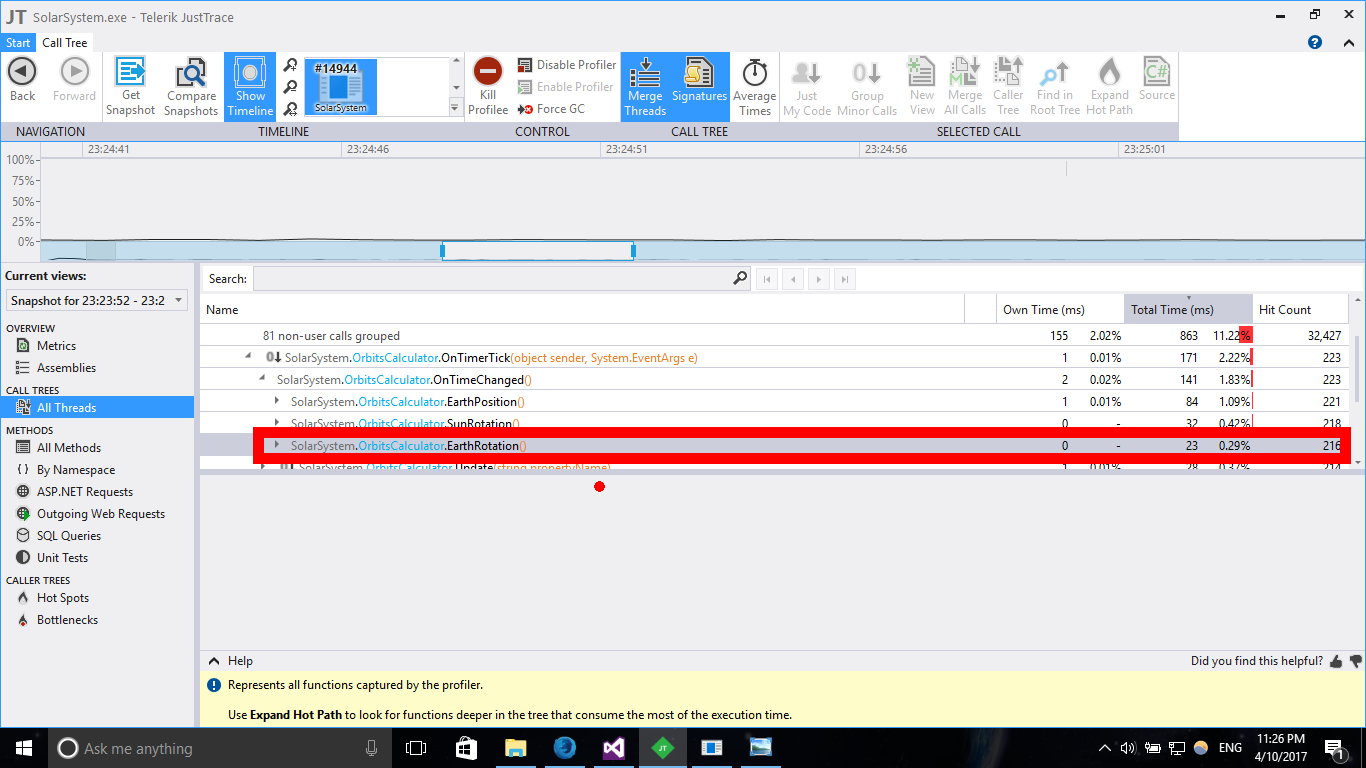 JT SolarSystem.exe - Telerik JustTrace
Start Call Tree
#14944
SolarSystem
Back Forward Get Snapshot Compare Snapshots Show Timeline Kill Profiler Disable Profiler Enable Profiler Force GC Merge Threads Signatures Average Times Just My Code Group Minor Calls New View Merge All Calls Caller Tree Find in Root Tree Expand Hot Path Source
NAVIGATION TIMELINE CONTROL CALL TREE SELECTED CALL
23:24:41 23:24:46 23:24:51 23:24:56 23:25:01
100%
75%
50%
25%
0%
Current views:
Snapshot for 23:23:52 - 23:2
OVERVIEW
Metrics
Assemblies
CALL TREES
All Threads
METHODS
All Methods
By Namespace
ASP.NET Requests
Outgoing Web Requests
SQL Queries
Unit Tests
CALLER TREES
Hot Spots
Bottlenecks
Search:
Name Own Time (ms) Total Time (ms) Hit Count
81 non-user calls grouped 155 2.02% 863 11.22% 32,427
SolarSystem.OrbitsCalculator.OnTimerTick(object sender, System.EventArgs e) 1 0.01% 171 2.22% 223
SolarSystem.OrbitsCalculator.OnTimeChanged() 2 0.02% 141 1.83% 223
SolarSystem.OrbitsCalculator.EarthPosition() 1 0.01% 84 1.09% 221
SolarSystem.OrbitsCalculator.SunRotation() 0 - 32 0.42% 218
SolarSystem.OrbitsCalculator.EarthRotation() 0 - 23 0.29% 216
SolarSystem.OrbitsCalculator.Update(string propertyName) 1 0.01% 28 0.37% 214
Help Did you find this helpful?
Represents all functions captured by the profiler.
Use Expand Hot Path to look for functions deeper in the tree that consume the most of the execution time.
Ask me anything
JT
ENG
11:26 PM
4/10/2017
1